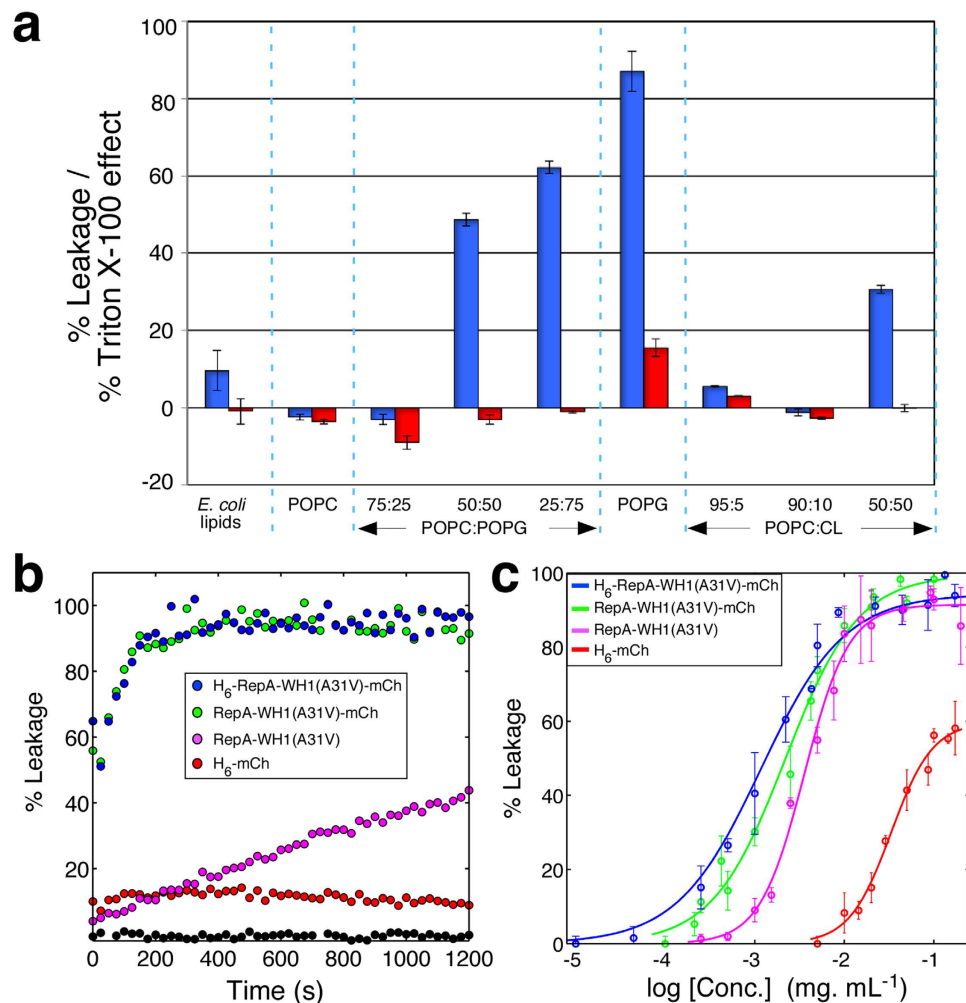 a
100
80
60
40
20
0
-20
% Leakage /
% Triton X-100 effect
E. coli
lipids
POPC
75:25
50:50
25:75
POPC:POPG
POPG
95:5
90:10
50:50
POPC:CL
b
100
80
60
40
20
% Leakage
H₆-RepA-WH1(A31V)-mCh
RepA-WH1(A31V)-mCh
RepA-WH1(A31V)
H₆-mCh
0 200 400 600 800 1000 1200
Time (s)
c
100
80
60
40
20
0
% Leakage
H₆-RepA-WH1(A31V)-mCh
RepA-WH1(A31V)-mCh
RepA-WH1(A31V)
H₆-mCh
-5 -4 -3 -2 -1
log [Conc.] (mg. mL⁻¹)